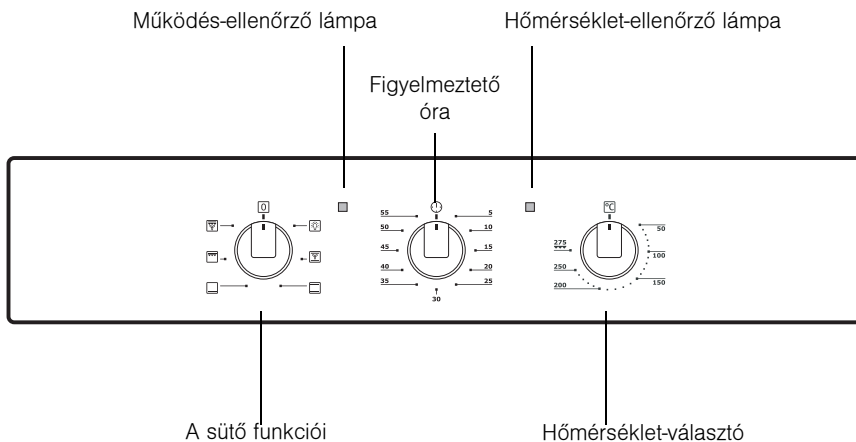 Működés-ellenőrző lámpa
Hőmérséklet-ellenőrző lámpa
Figyelmeztető
óra
0
55
50
45
40
35
30
5
10
15
20
25
°C
50
100
150
200
250
275
A sütő funkciói
Hőmérséklet-választó